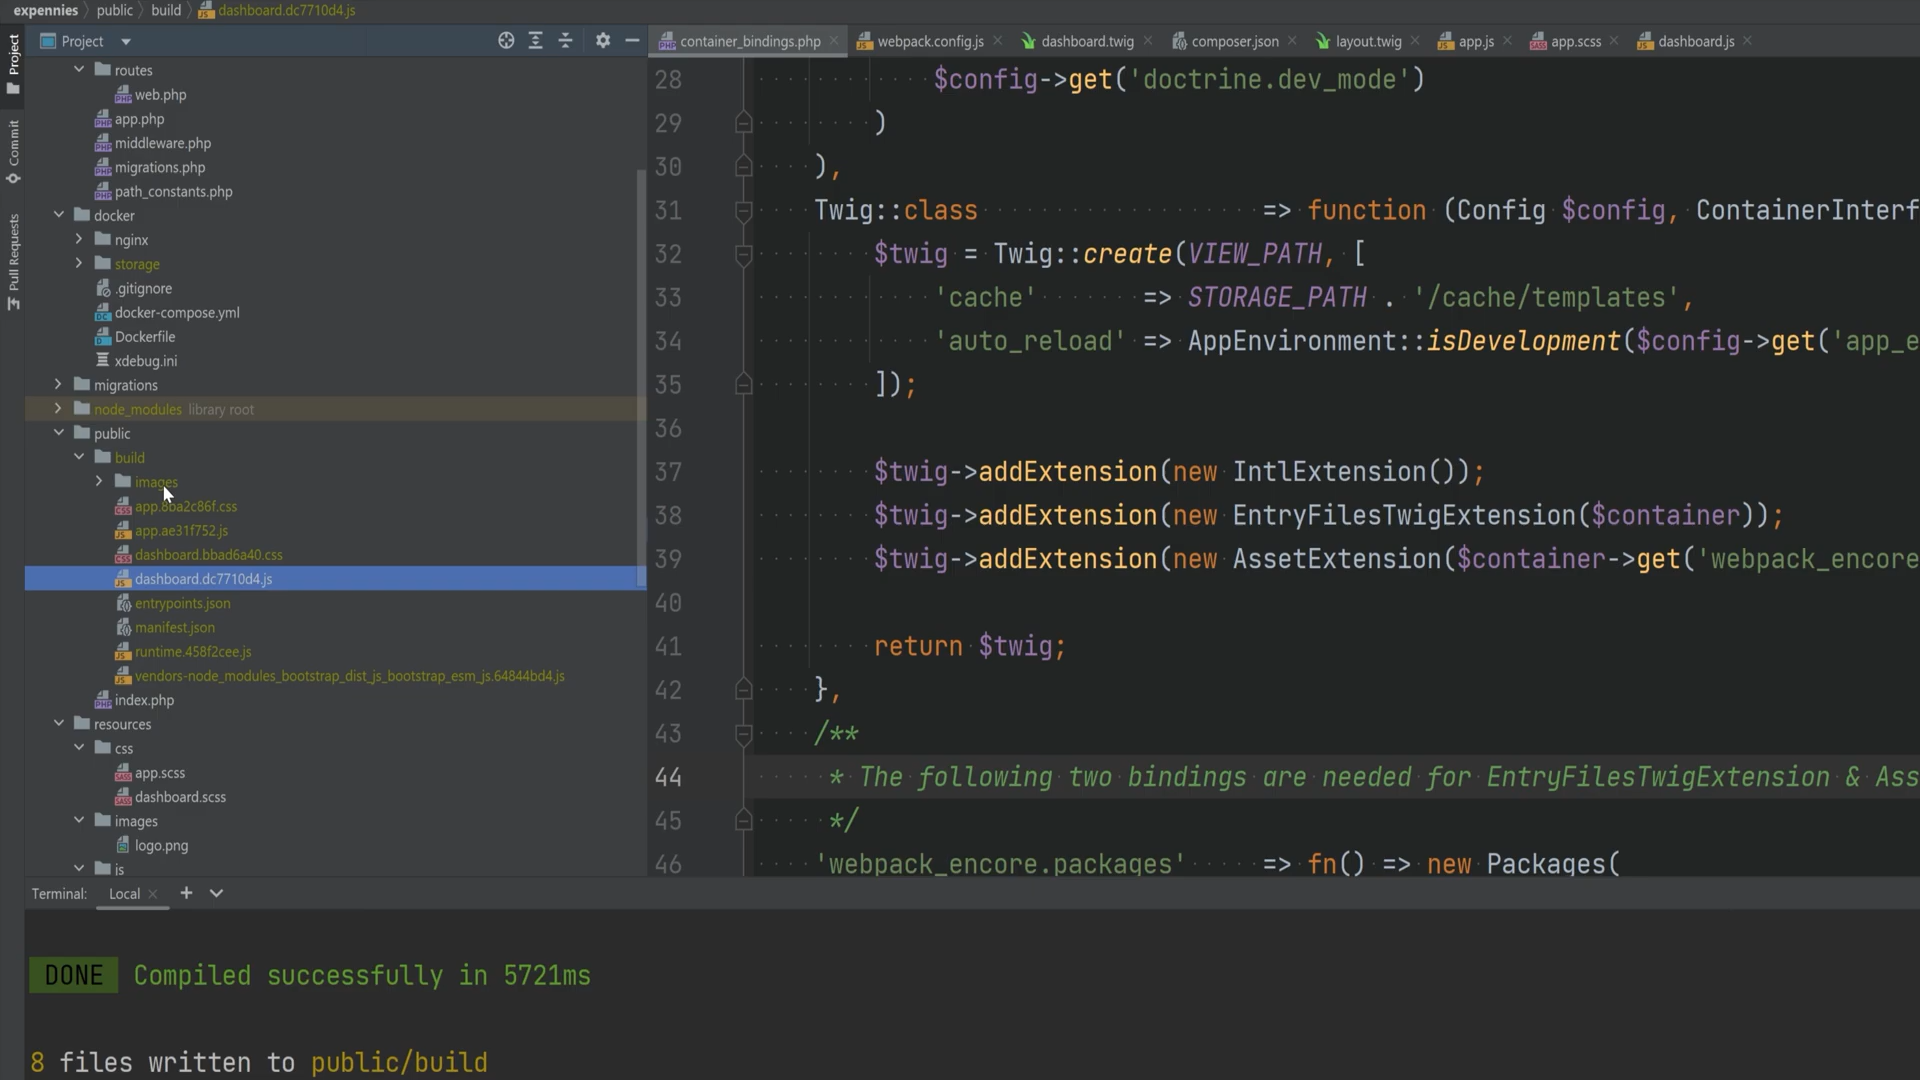 expennies public build dashboard.dc7710d4.js
Project
Commit
Pull Requests
Project
routes
web.php
app.php
middleware.php
migrations.php
path_constants.php
docker
nginx
storage
.gitignore
docker-compose.yml
Dockerfile
xdebug.ini
migrations
node_modules library root
public
build
images
app.8ba2c86f.css
app.ae31f752.js
dashboard.bbad6a40.css
dashboard.dc7710d4.js
entrypoints.json
manifest.json
runtime.458f2cee.js
vendors-node_modules_bootstrap_dist_js_bootstrap_esm_js.64844bd4.js
index.php
resources
css
app.scss
dashboard.scss
images
logo.png
js
container_bindings.php webpack.config.js dashboard.twig composer.json layout.twig app.js app.scss dashboard.js
28 $config->get('doctrine.dev_mode')
29 )
30 ),
31 Twig::class => function (Config $config, ContainerInterf
32 $twig = Twig::create(VIEW_PATH, [
33 'cache' => STORAGE_PATH . '/cache/templates',
34 'auto_reload' => AppEnvironment::isDevelopment($config->get('app_e
35 ]);
36
37 $twig->addExtension(new IntlExtension());
38 $twig->addExtension(new EntryFilesTwigExtension($container));
39 $twig->addExtension(new AssetExtension($container->get('webpack_encore
40
41 return $twig;
42 },
43 /**
44 * The following two bindings are needed for EntryFilesTwigExtension & Ass
45 */
46 'webpack_encore.packages' => fn() => new Packages(
Terminal: Local
DONE Compiled successfully in 5721ms
8 files written to public/build